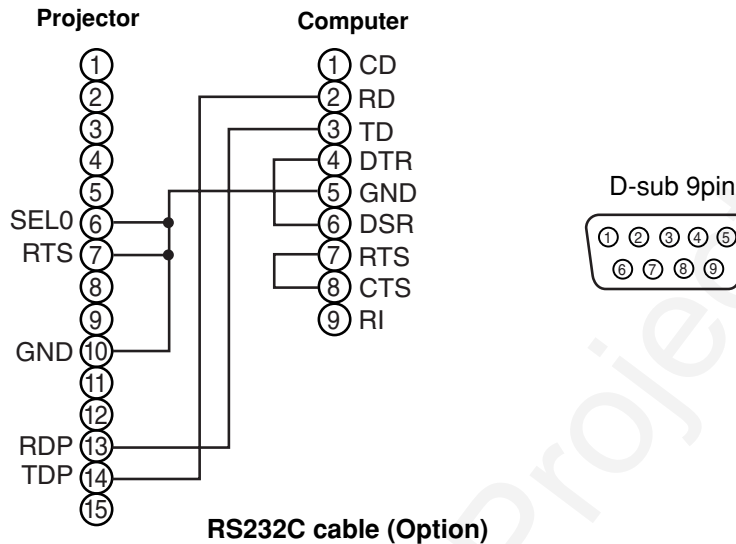 Projector
Computer
1
2
3
4
5
SEL0 6
RTS 7
8
9
GND 10
11
12
RDP 13
TDP 14
15
1 CD
2 RD
3 TD
4 DTR
5 GND
6 DSR
7 RTS
8 CTS
9 RI
D-sub 9pin
1 2 3 4 5
6 7 8 9
RS232C cable (Option)
Project